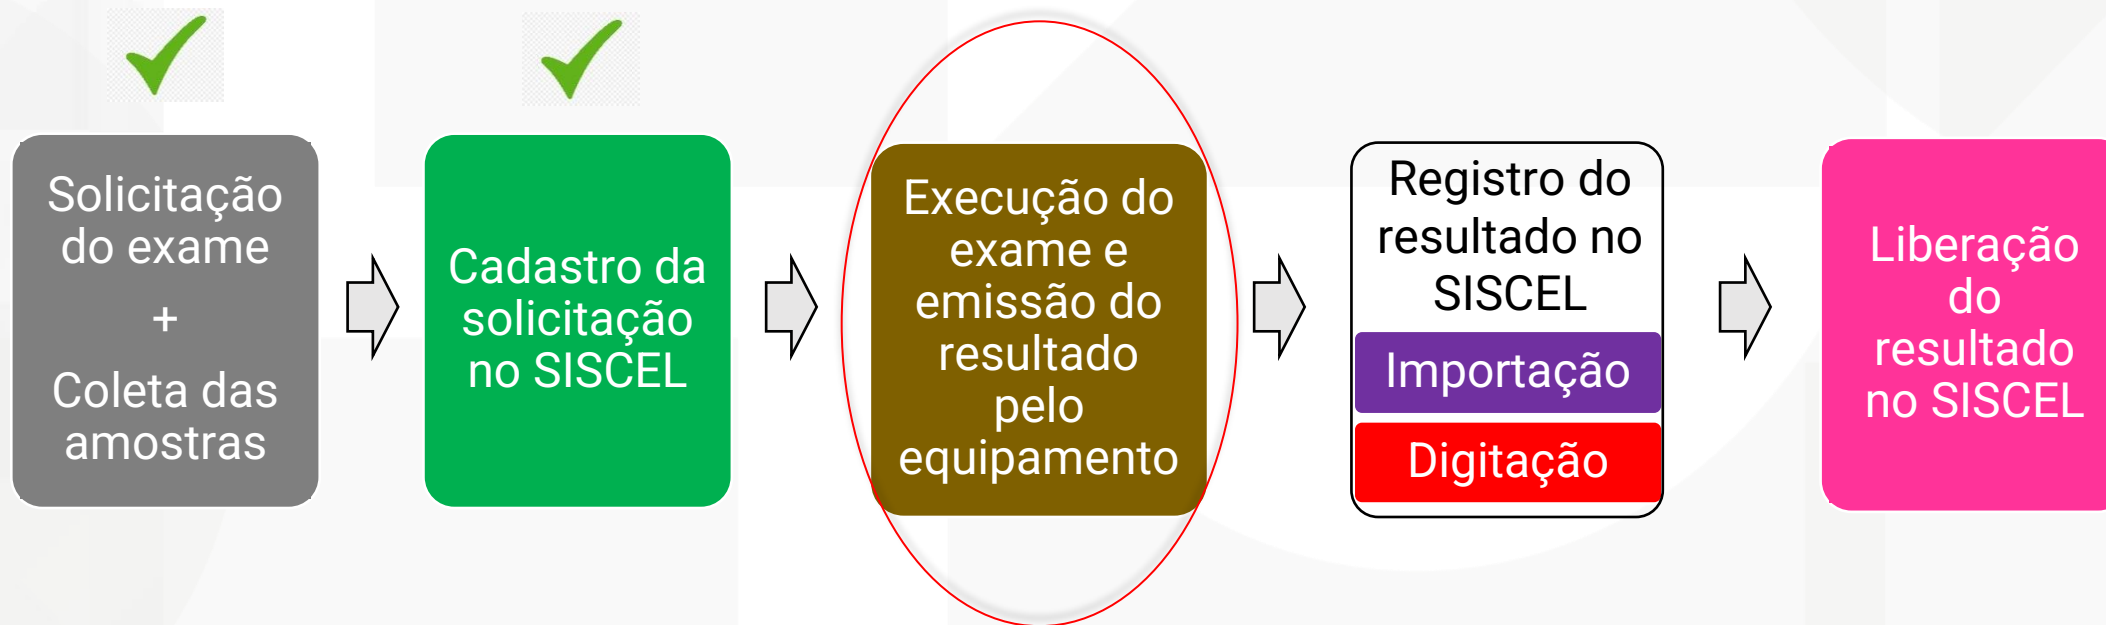 Solicitação
do exame
+
Coleta das
amostras
Cadastro da
solicitação
no SISCEL
Execução do
exame e
emissão do
resultado
pelo
equipamento
Registro do
resultado no
SISCEL
Importação
Digitação
Liberação
do
resultado
no SISCEL